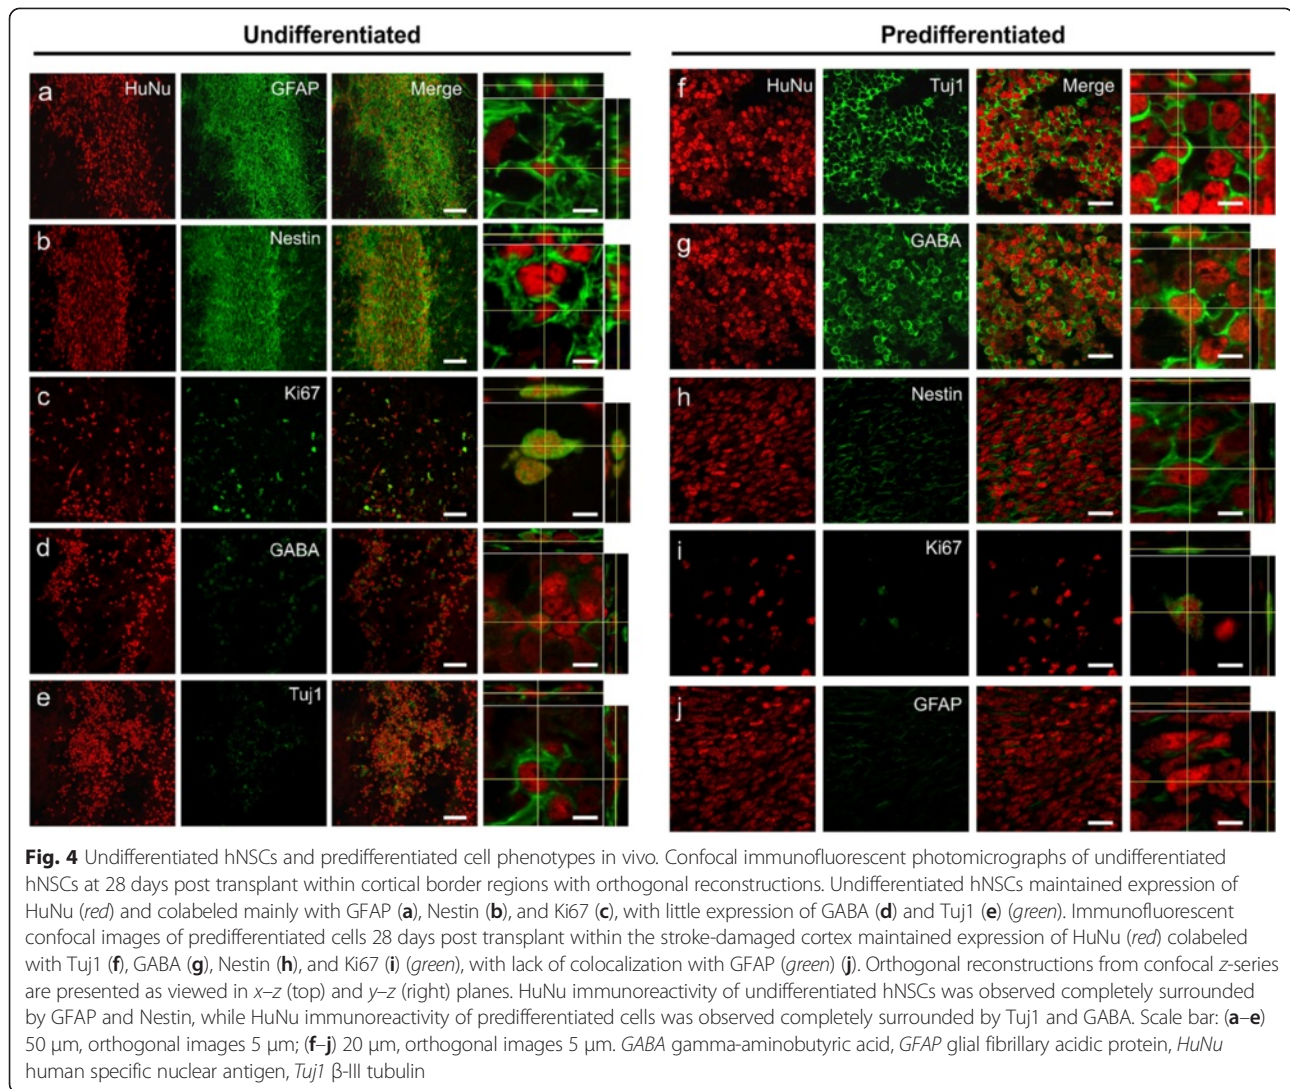 Undifferentiated
Predifferentiated
a HuNu GFAP Merge
b Nestin
c Ki67
d GABA
e Tuj1
f HuNu Tuj1 Merge
g GABA
h Nestin
i Ki67
j GFAP
Fig. 4 Undifferentiated hNSCs and predifferentiated cell phenotypes in vivo. Confocal immunofluorescent photomicrographs of undifferentiated
hNSCs at 28 days post transplant within cortical border regions with orthogonal reconstructions. Undifferentiated hNSCs maintained expression of
HuNu (red) and colabeled mainly with GFAP (a), Nestin (b), and Ki67 (c), with little expression of GABA (d) and Tuj1 (e) (green). Immunofluorescent
confocal images of predifferentiated cells 28 days post transplant within the stroke-damaged cortex maintained expression of HuNu (red) colabeled
with Tuj1 (f), GABA (g), Nestin (h), and Ki67 (i) (green), with lack of colocalization with GFAP (green) (j). Orthogonal reconstructions from confocal z-series
are presented as viewed in x–z (top) and y–z (right) planes. HuNu immunoreactivity of undifferentiated hNSCs was observed completely surrounded
by GFAP and Nestin, while HuNu immunoreactivity of predifferentiated cells was observed completely surrounded by Tuj1 and GABA. Scale bar: (a–e)
50 μm, orthogonal images 5 μm; (f–j) 20 μm, orthogonal images 5 μm. GABA gamma-aminobutyric acid, GFAP glial fibrillary acidic protein, HuNu
human specific nuclear antigen, Tuj1 β-III tubulin